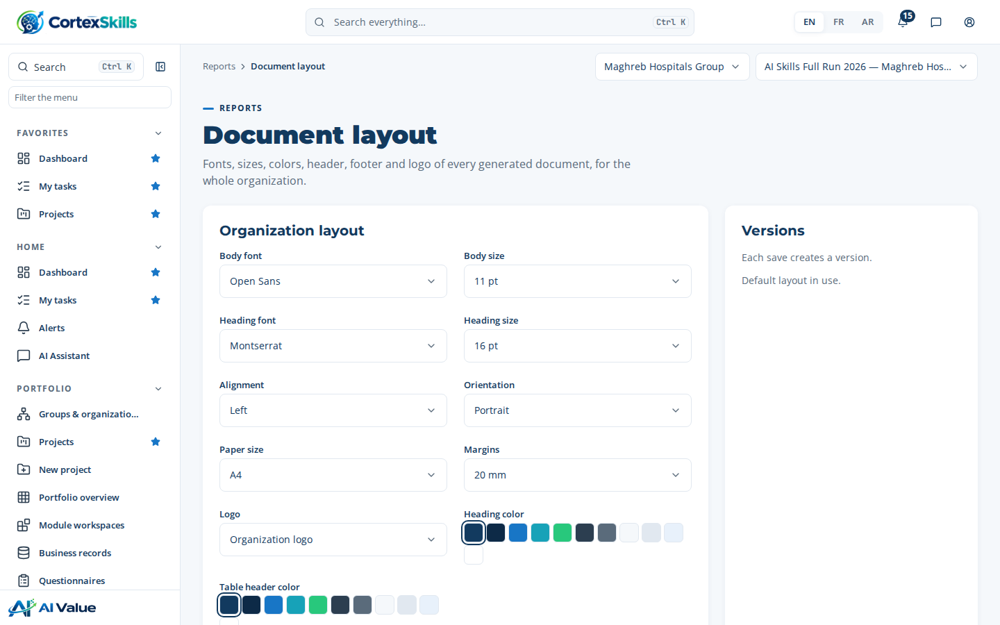 CortexSkills
Search everything...
Ctrl K
EN
FR
AR
15
Search
Ctrl K
Filter the menu
FAVORITES
Dashboard
My tasks
Projects
HOME
Dashboard
My tasks
Alerts
AI Assistant
PORTFOLIO
Groups & organizatio...
Projects
New project
Portfolio overview
Module workspaces
Business records
Questionnaires
AI AI Value
Reports > Document layout
Maghreb Hospitals Group
AI Skills Full Run 2026 — Maghreb Hos...
REPORTS
Document layout
Fonts, sizes, colors, header, footer and logo of every generated document, for the
whole organization.
Organization layout
Body font
Open Sans
Body size
11 pt
Heading font
Montserrat
Heading size
16 pt
Alignment
Left
Orientation
Portrait
Paper size
A4
Margins
20 mm
Logo
Organization logo
Heading color
Table header color
Versions
Each save creates a version.
Default layout in use.